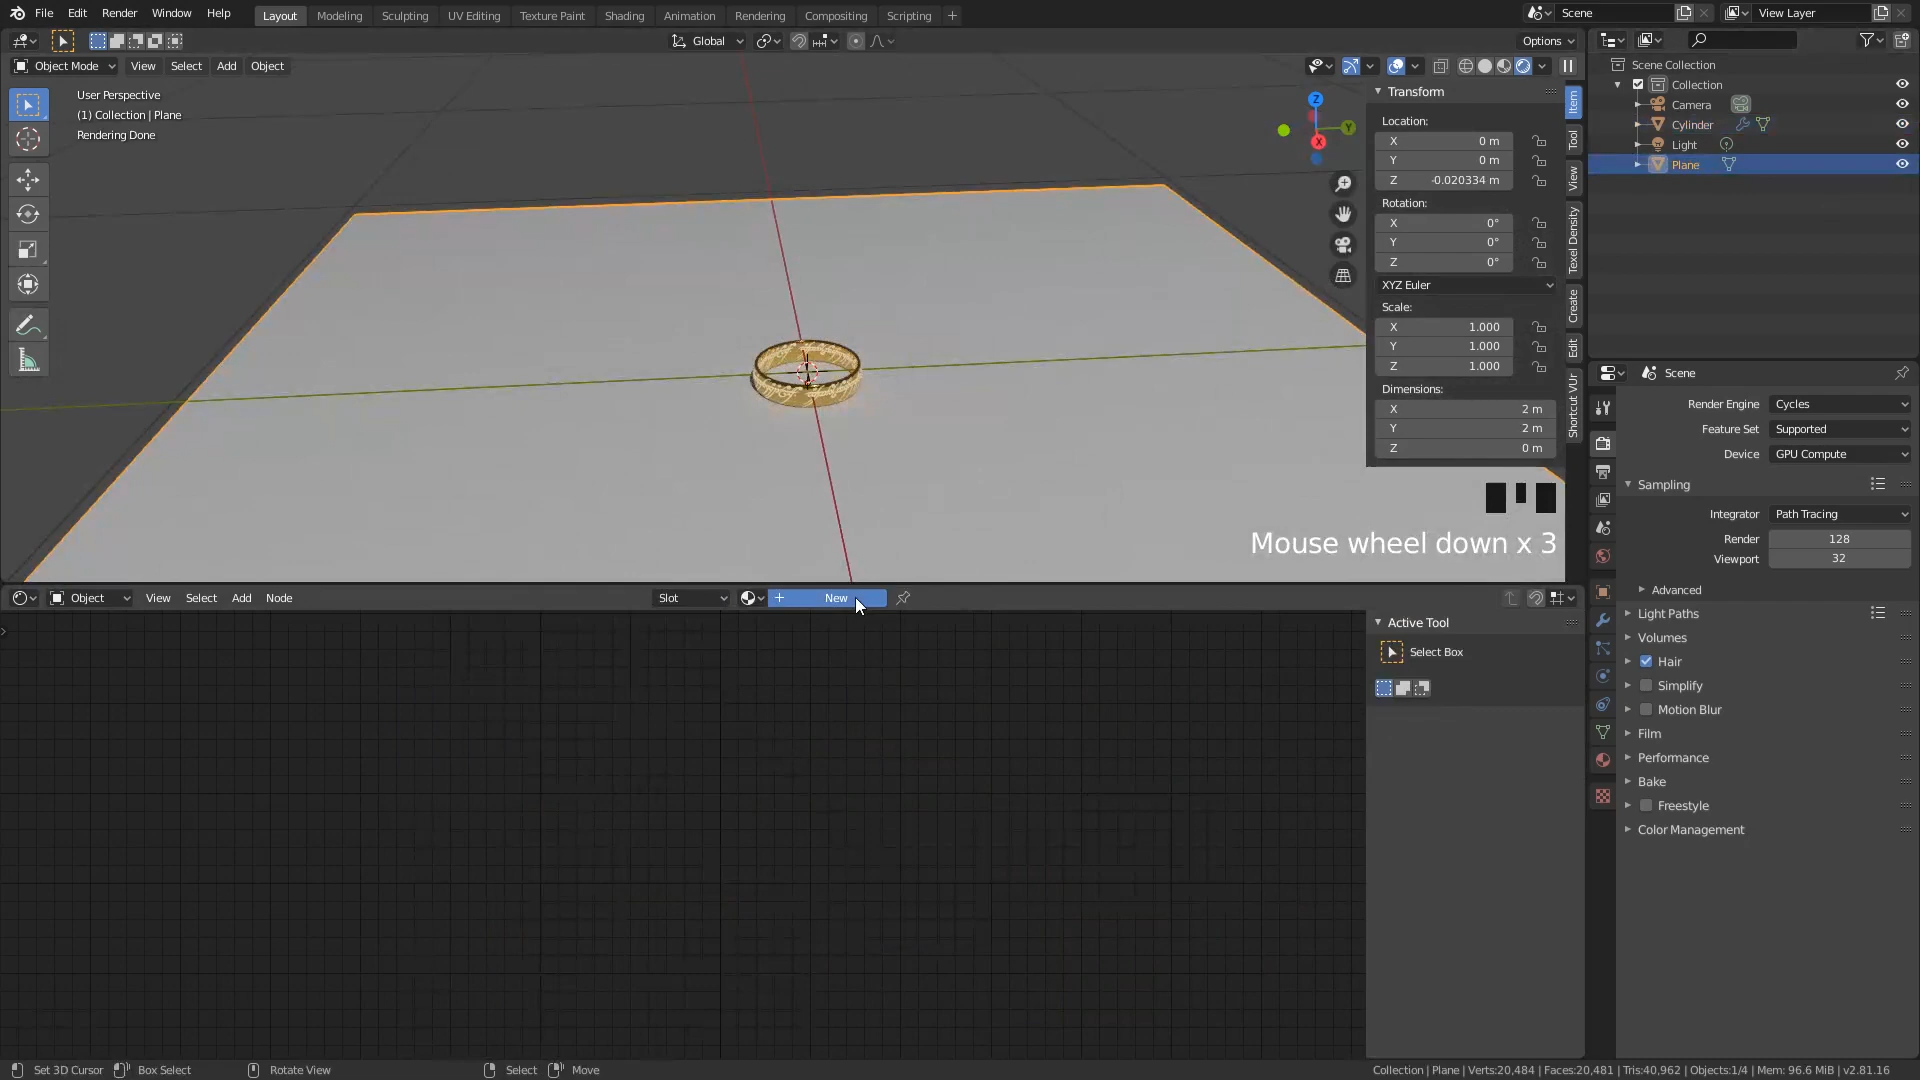 File Edit Render Window Help Layout Modeling Sculpting UV Editing Texture Paint Shading Animation Rendering Compositing Scripting + Scene View Layer
Global Options
Object Mode View Select Add Object
User Perspective
(1) Collection | Plane
Rendering Done
Z
Y
X
Transform
Location:
X 0 m
Y 0 m
Z -0.020334 m
Rotation:
X 0°
Y 0°
Z 0°
XYZ Euler
Scale:
X 1.000
Y 1.000
Z 1.000
Dimensions:
X 2 m
Y 2 m
Z 0 m
Item
Tool
View
Texel Density
Create
Edit
Shortcut VUr
Mouse wheel down x 3
Scene Collection
Collection
Camera
Cylinder
Light
Plane
Scene
Render Engine Cycles
Feature Set Supported
Device GPU Compute
Sampling
Integrator Path Tracing
Render 128
Viewport 32
Advanced
Light Paths
Volumes
Hair
Simplify
Motion Blur
Film
Performance
Bake
Freestyle
Color Management
Object View Select Add Node Slot + New
Active Tool
Select Box
Set 3D Cursor Box Select Rotate View Select Move Collection | Plane | Verts:20,484 | Faces:20,481 | Tris:40,962 | Objects:1/4 | Mem: 96.6 MiB | v2.81.16